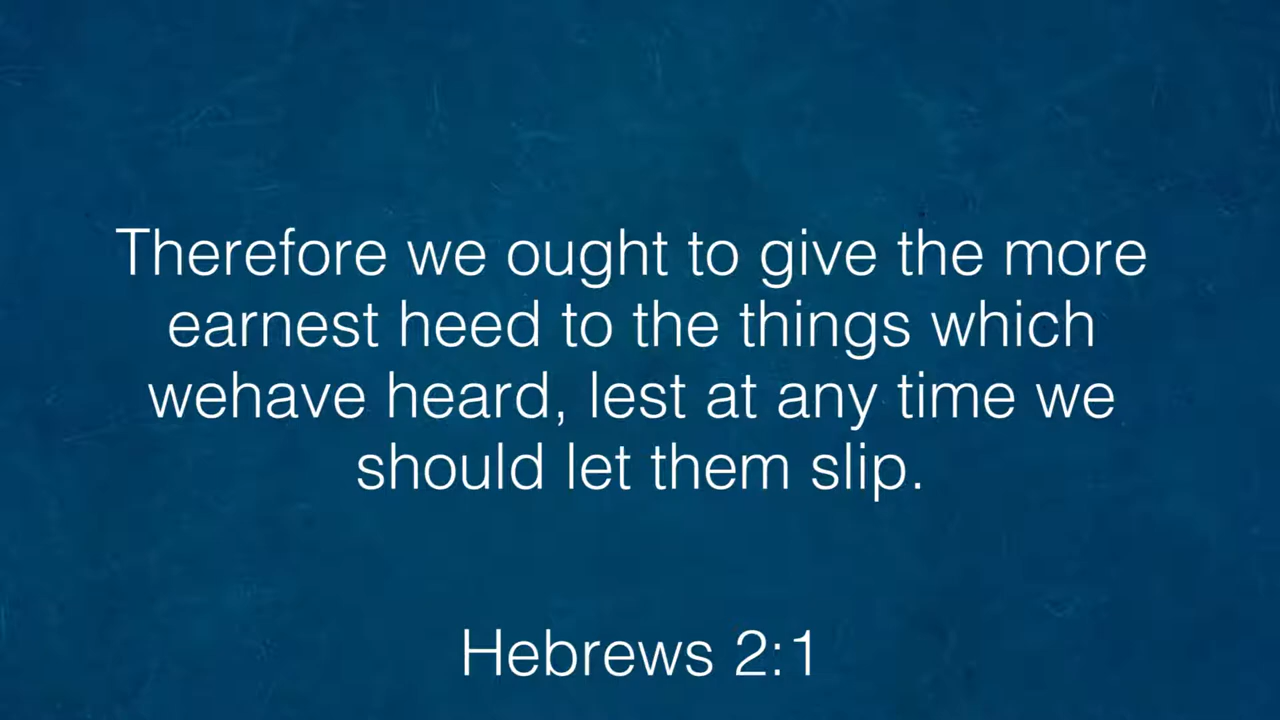 Therefore we ought to give the more
earnest heed to the things which
wehave heard, lest at any time we
should let them slip.
Hebrews 2:1